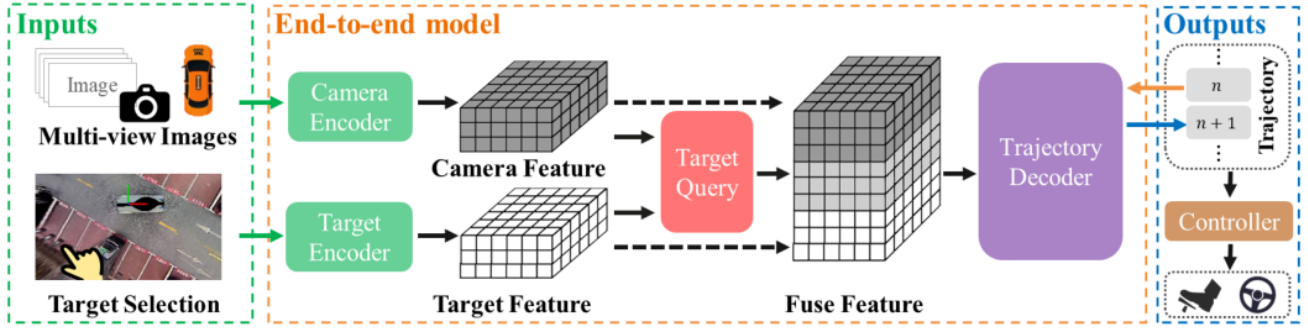 Inputs
Image
Multi-view Images
Target Selection
End-to-end model
Camera
Encoder
Target
Encoder
Camera Feature
Target Feature
Target
Query
Fuse Feature
Trajectory
Decoder
Outputs
n
n + 1
Trajectory
Controller